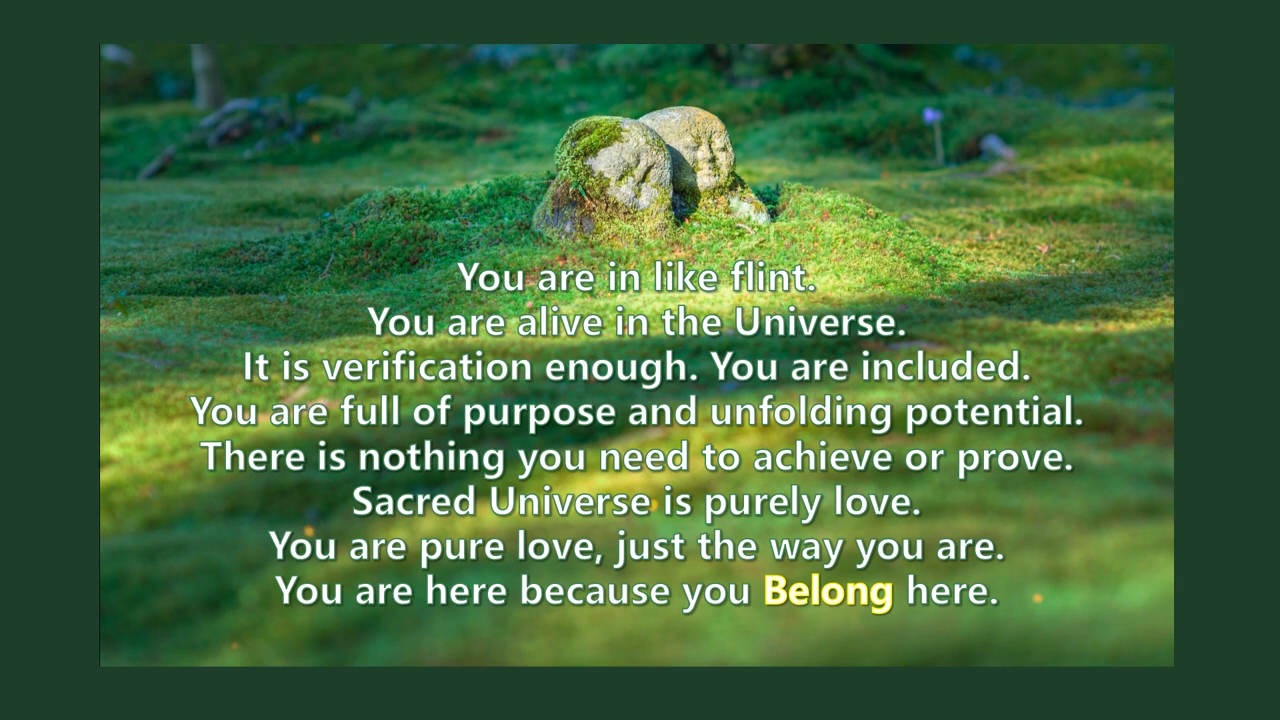 You are in like flint.
You are alive in the Universe.
It is verification enough. You are included.
You are full of purpose and unfolding potential.
There is nothing you need to achieve or prove.
Sacred Universe is purely love.
You are pure love, just the way you are.
You are here because you Belong here.